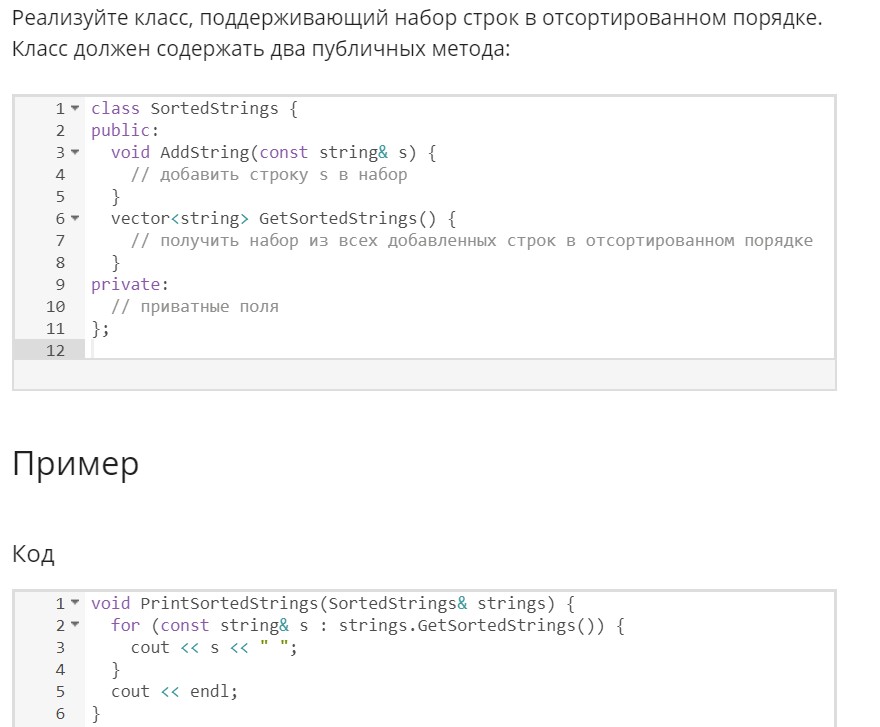 Реализуйте класс, поддерживающий набор строк в отсортированном порядке.
Класс должен содержать два публичных метода:
1 class SortedStrings {
2 public:
3   void AddString(const string& s) {
4     // добавить строку s в набор
5   }
6   vector<string> GetSortedStrings() {
7     // получить набор из всех добавленных строк в отсортированном порядке
8   }
9 private:
10   // приватные поля
11 };
12
Пример
Код
1 void PrintSortedStrings(SortedStrings& strings) {
2   for (const string& s : strings.GetSortedStrings()) {
3     cout << s << " ";
4   }
5   cout << endl;
6 }